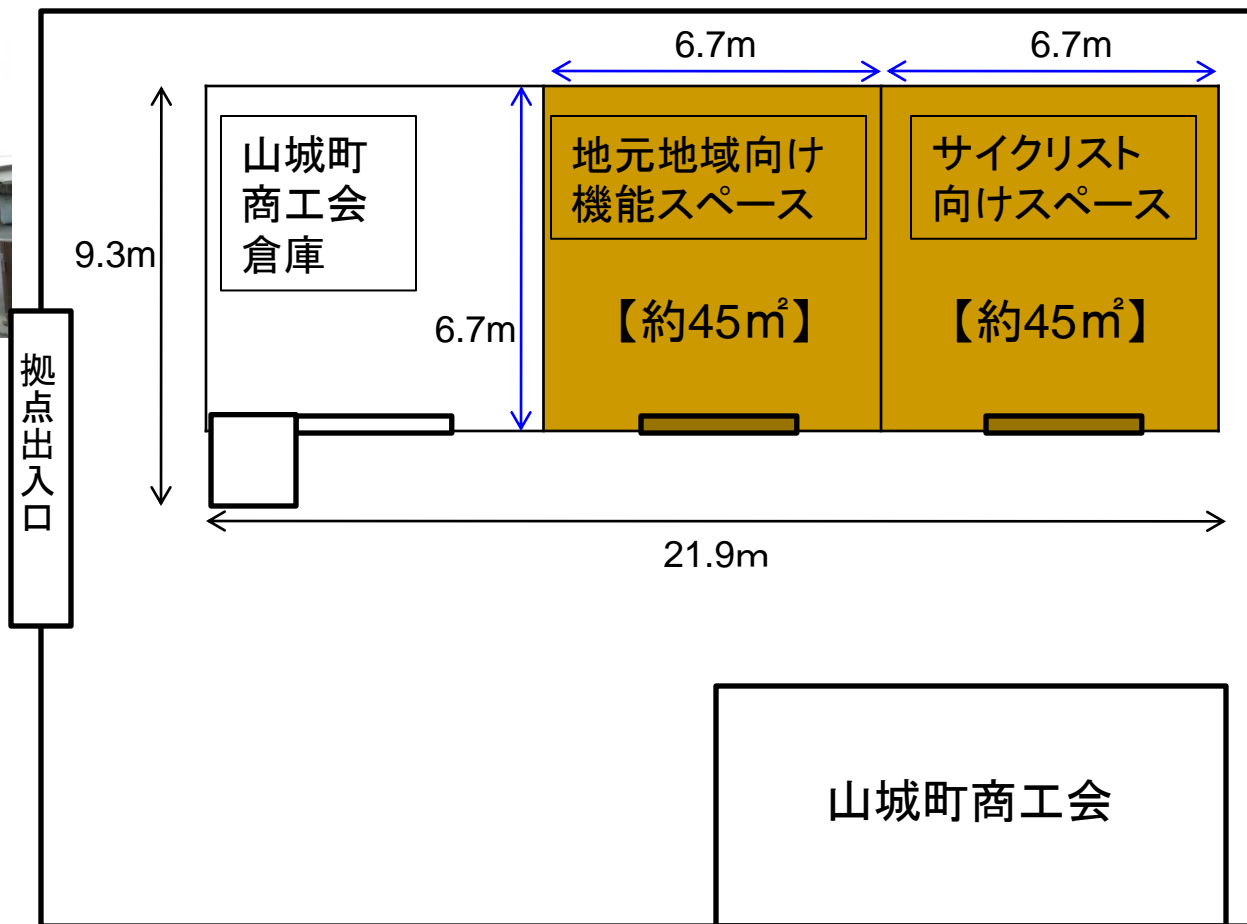 6.7m
6.7m
山城町
商工会
倉庫
地元地域向け
機能スペース
サイクリスト
向けスペース
9.3m
6.7m
【約45㎡】
【約45㎡】
拠点出入口
21.9m
山城町商工会